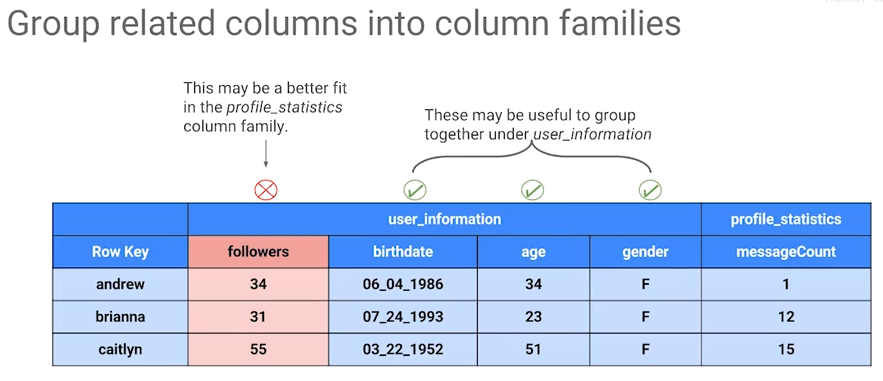 Group related columns into column families
This may be a better fit
in the profile_statistics
column family.
These may be useful to group
together under user_information
user_information profile_statistics
Row Key followers birthdate age gender messageCount
andrew 34 06_04_1986 34 F 1
brianna 31 07_24_1993 23 F 12
caitlyn 55 03_22_1952 51 F 15